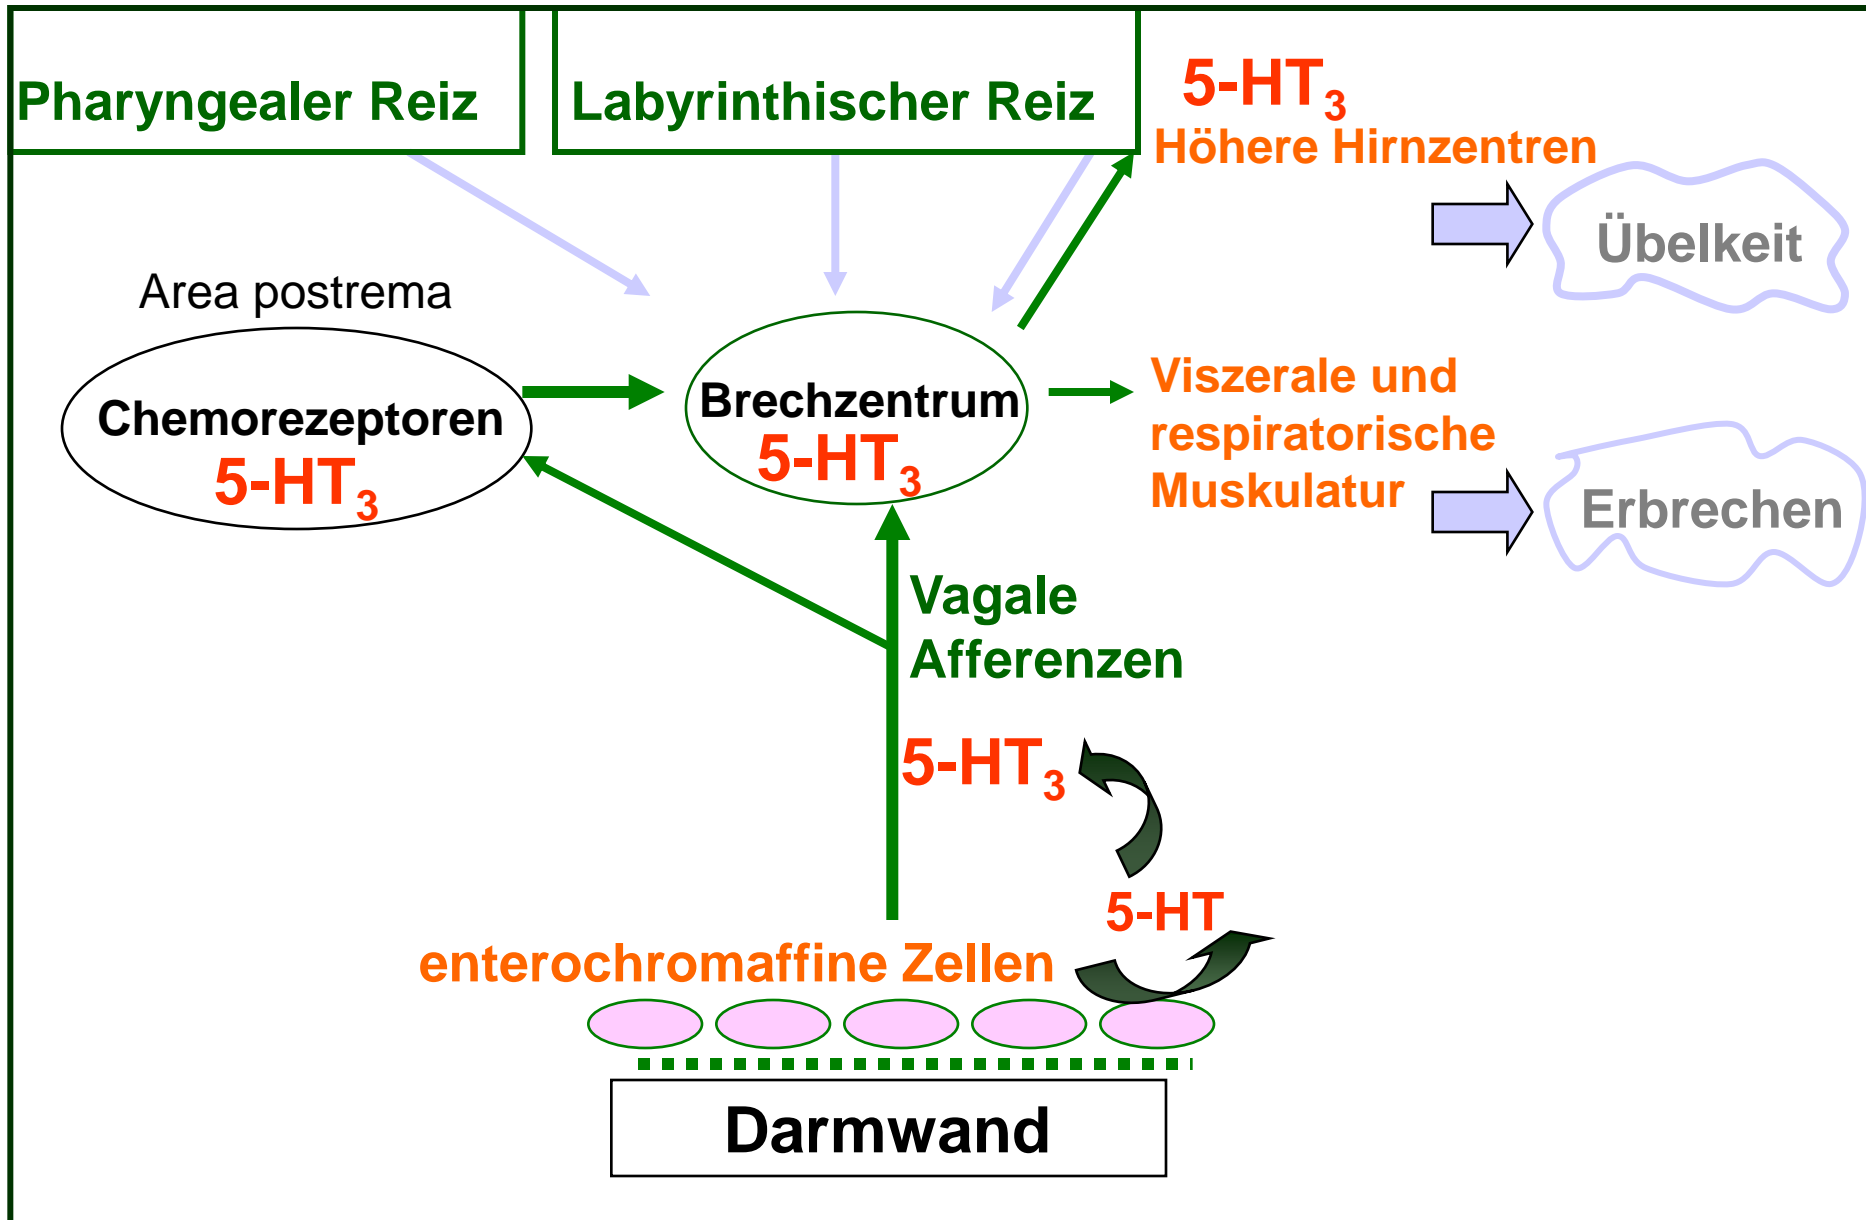 Pharyngealer Reiz
Labyrinthischer Reiz
5-HT3
Höhere Hirnzentren
Übelkeit
Area postrema
Chemorezeptoren
5-HT3
Brechzentrum
5-HT3
Viszerale und
respiratorische
Muskulatur
Erbrechen
Vagale
Afferenzen
5-HT3
5-HT
enterochromaffine Zellen
Darmwand